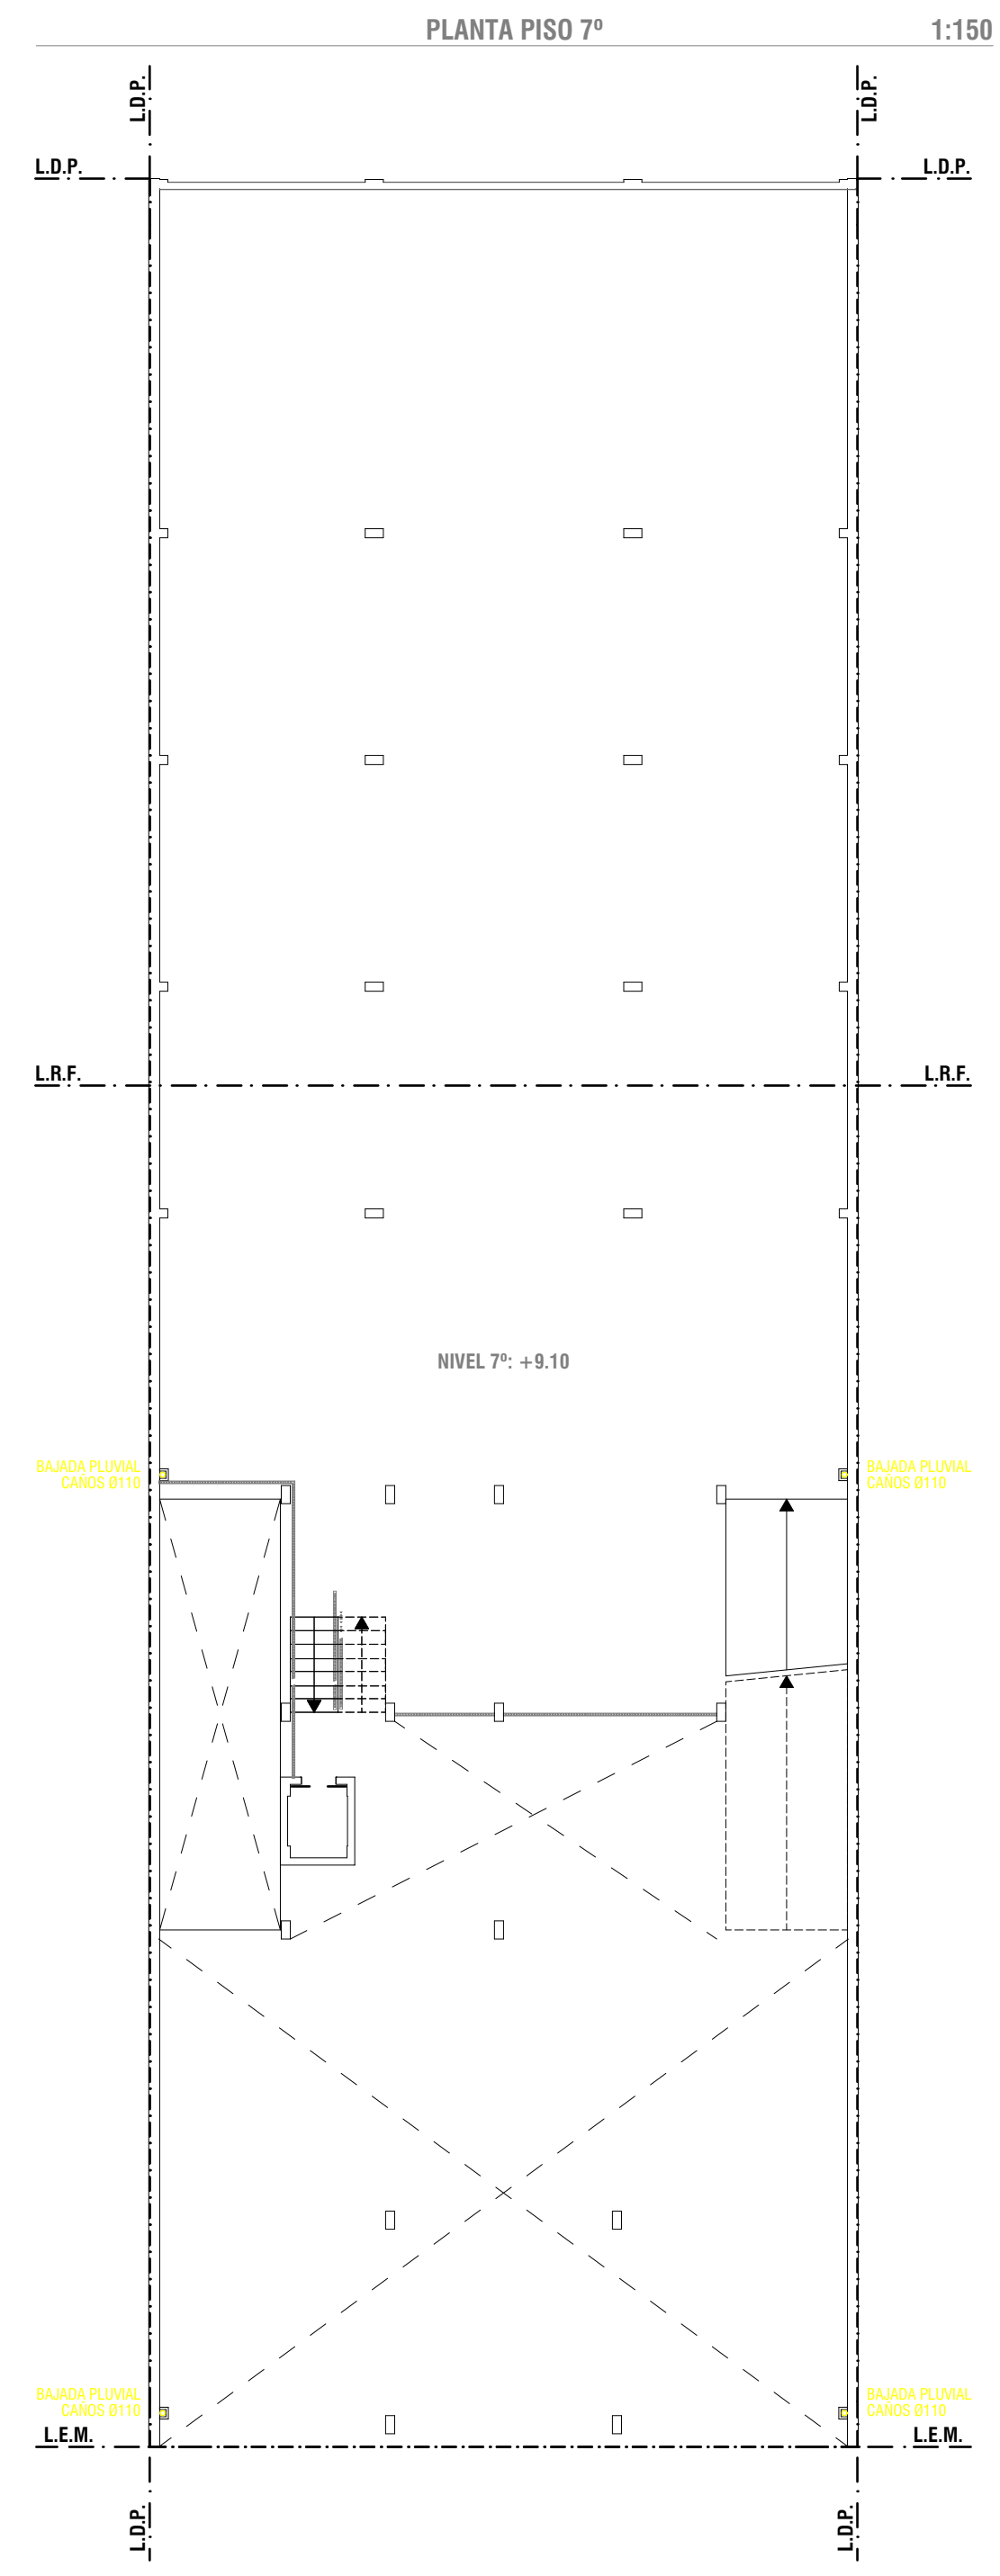 PLANTA PISO 7º
1:150
L.D.P.
L.D.P.
L.D.P.
L.D.P.
L.R.F.
L.R.F.
NIVEL 7º: +9.10
BAJADA PLUVIAL
CAÑOS Ø110
BAJADA PLUVIAL
CAÑOS Ø110
BAJADA PLUVIAL
CAÑOS Ø110
BAJADA PLUVIAL
CAÑOS Ø110
L.E.M.
L.E.M.
L.D.P.
L.D.P.